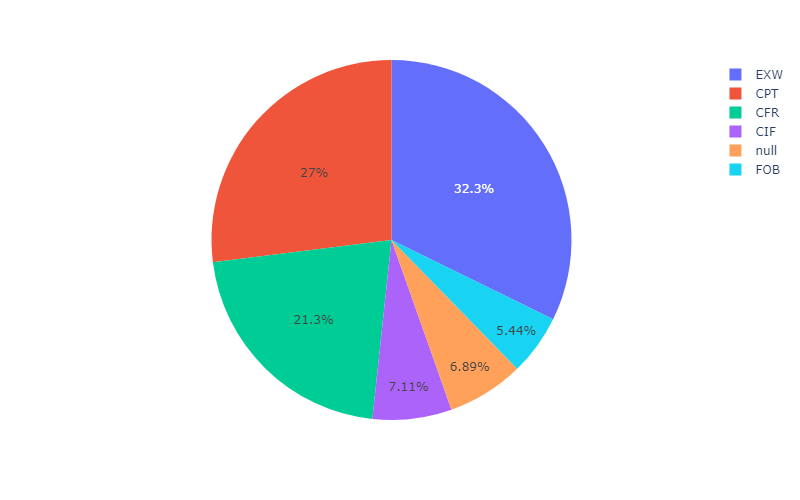 EXW
CPT
CFR
CIF
null
FOB
27%
32.3%
21.3%
5.44%
6.89%
7.11%